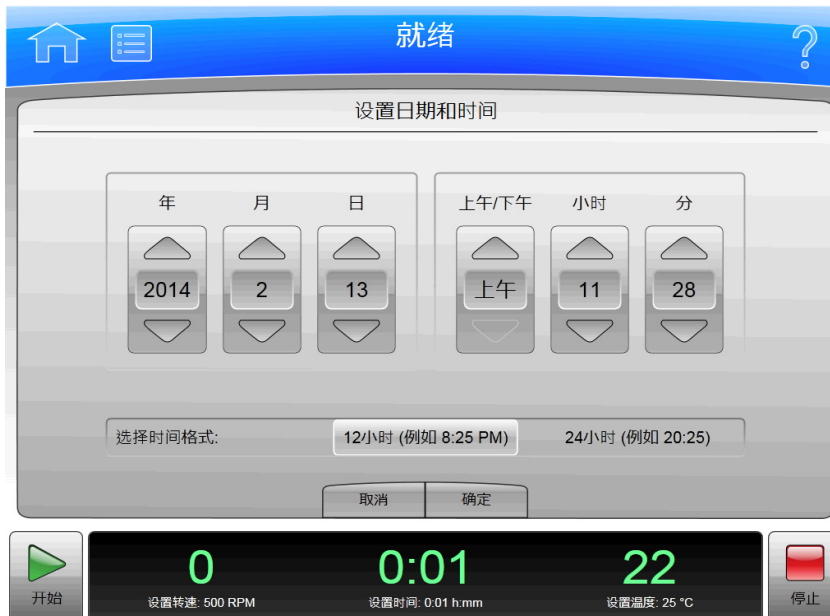 就绪
设置日期和时间
年 月 日 上午/下午 小时 分
2014 2 13 上午 11 28
选择时间格式: 12小时 (例如 8:25 PM) 24小时 (例如 20:25)
取消 确定
0 0:01 22
开始 设置转速: 500 RPM 设置时间: 0:01 h:mm 设置温度: 25 °C 停止